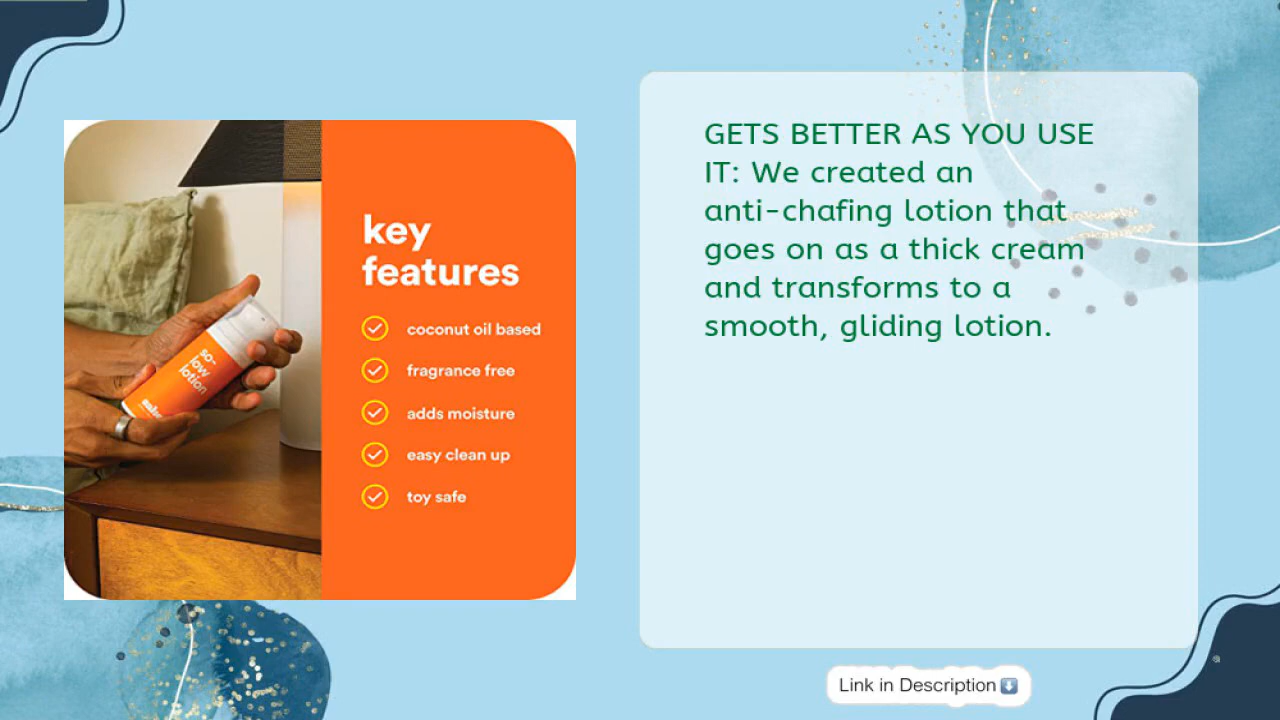 key
features
coconut oil based
fragrance free
adds moisture
easy clean up
toy safe
so-
low
lotion
GETS BETTER AS YOU USE
IT: We created an
anti-chafing lotion that
goes on as a thick cream
and transforms to a
smooth, gliding lotion.
Link in Description